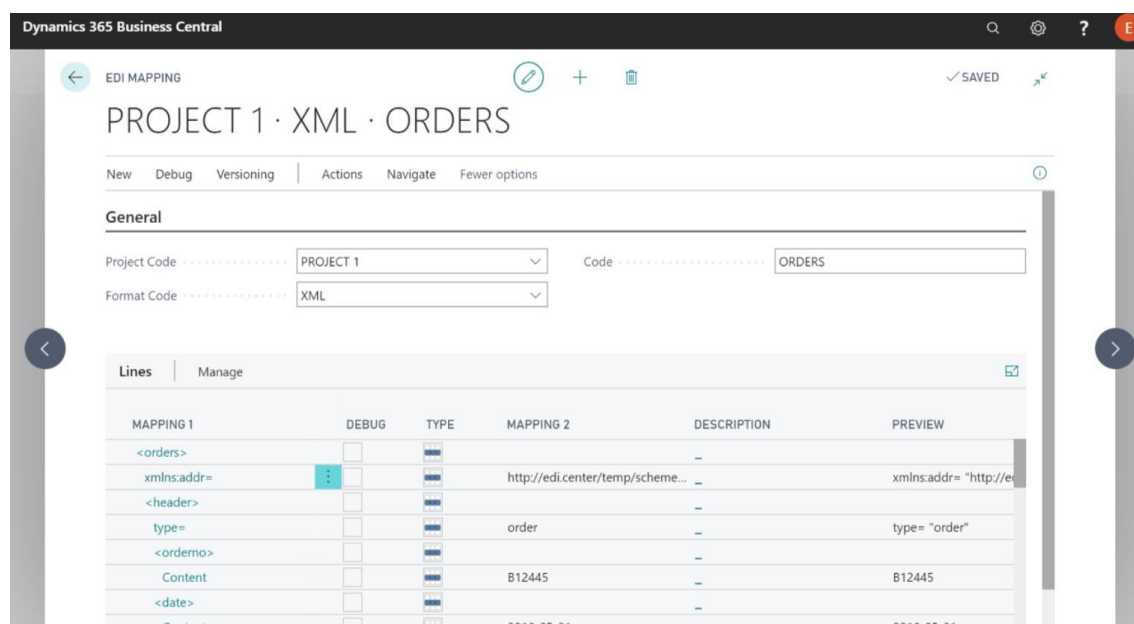 Dynamics 365 Business Central
?
E
EDI MAPPING
SAVED
PROJECT 1 · XML · ORDERS
New Debug Versioning Actions Navigate Fewer options
General
Project Code PROJECT 1 Code ORDERS
Format Code XML
Lines Manage
MAPPING 1 DEBUG TYPE MAPPING 2 DESCRIPTION PREVIEW
<orders> _
xmlns:addr= http://edi.center/temp/scheme... _ xmlns:addr= "http://e
<header> _
type= order _ type= "order"
<orderno> _
Content B12445 _ B12445
<date> _